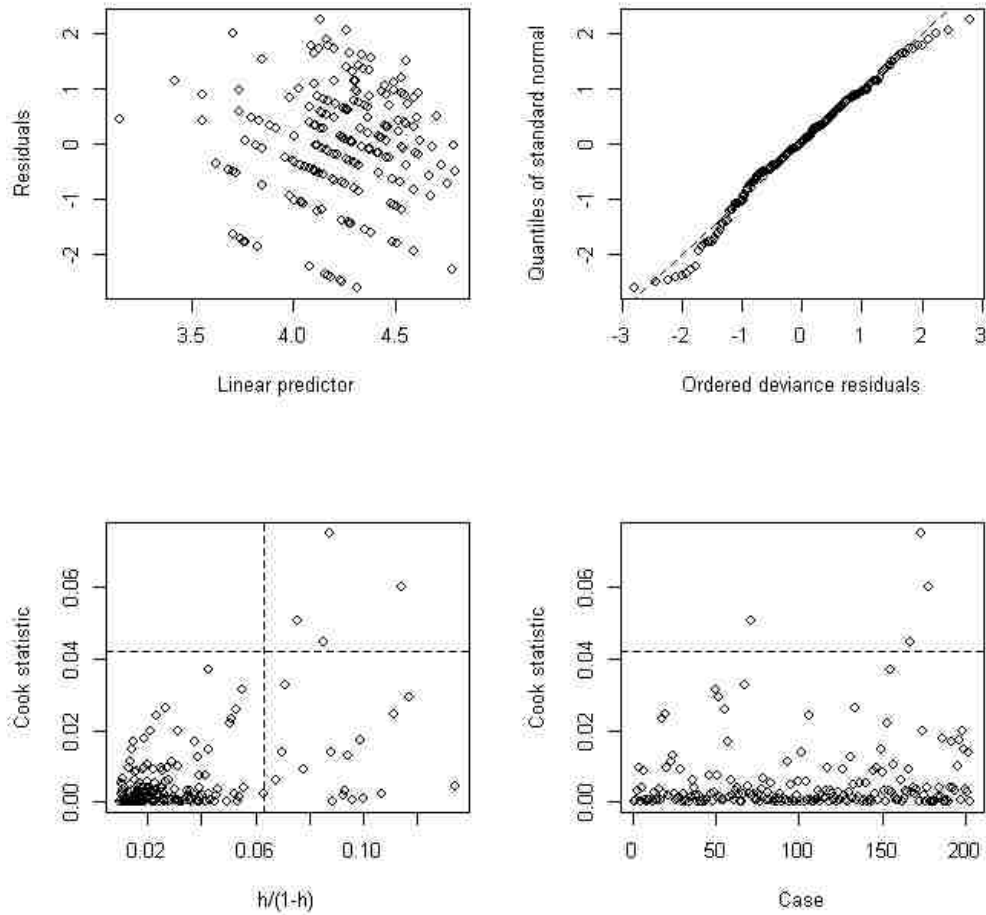 2
1
0
-1
-2
Residuals
3.5 4.0 4.5
Linear predictor
2
1
0
-1
-2
Quantiles of standard normal
-3 -2 -1 0 1 2 3
Ordered deviance residuals
0.06
0.04
0.02
0.00
Cook statistic
0.02 0.06 0.10
h/(1-h)
0.06
0.04
0.02
0.00
Cook statistic
0 50 100 150 200
Case